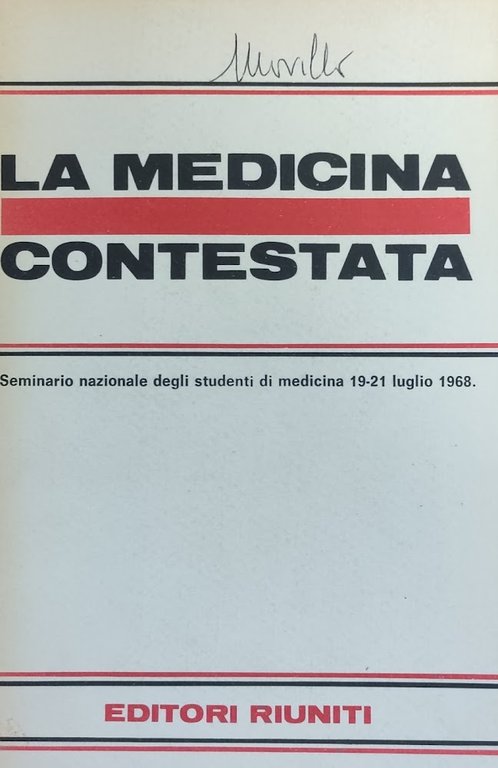 LA MEDICINA
CONTESTATA
Seminario nazionale degli studenti di medicina 19-21 luglio 1968.
EDITORI RIUNITI